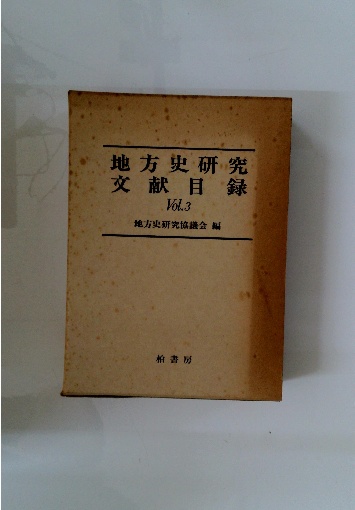 地方史研究
文献目録
Vol.3
地方史研究協議会 編
柏書房